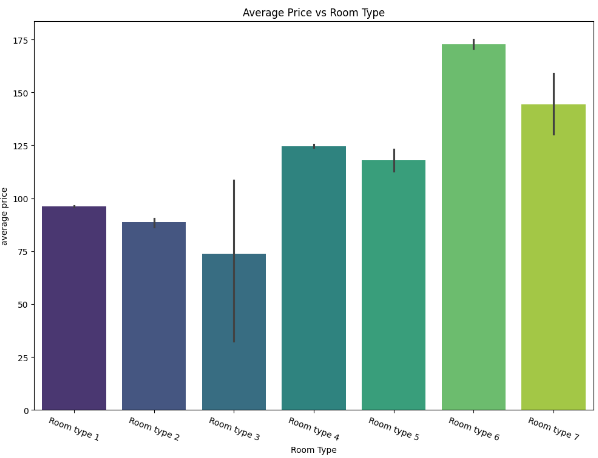 Average Price vs Room Type
175
150
125
100
75
50
25
0
average price
Room type 1
Room type 2
Room type 3
Room type 4
Room type 5
Room type 6
Room type 7
Room Type